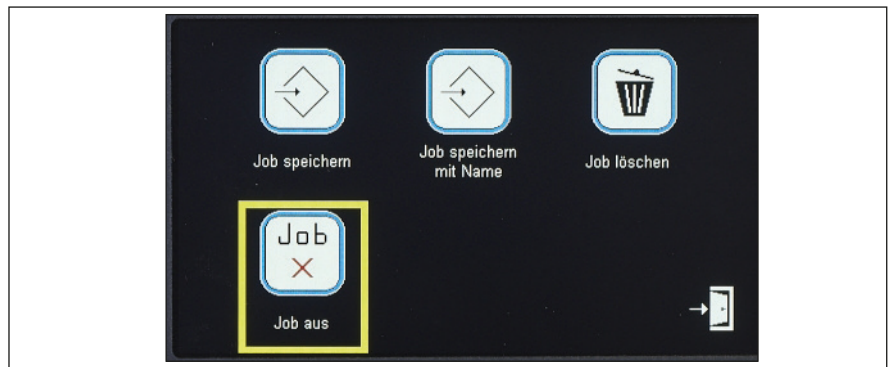 Job speichern
Job speichern
mit Name
Job löschen
Job
Job aus